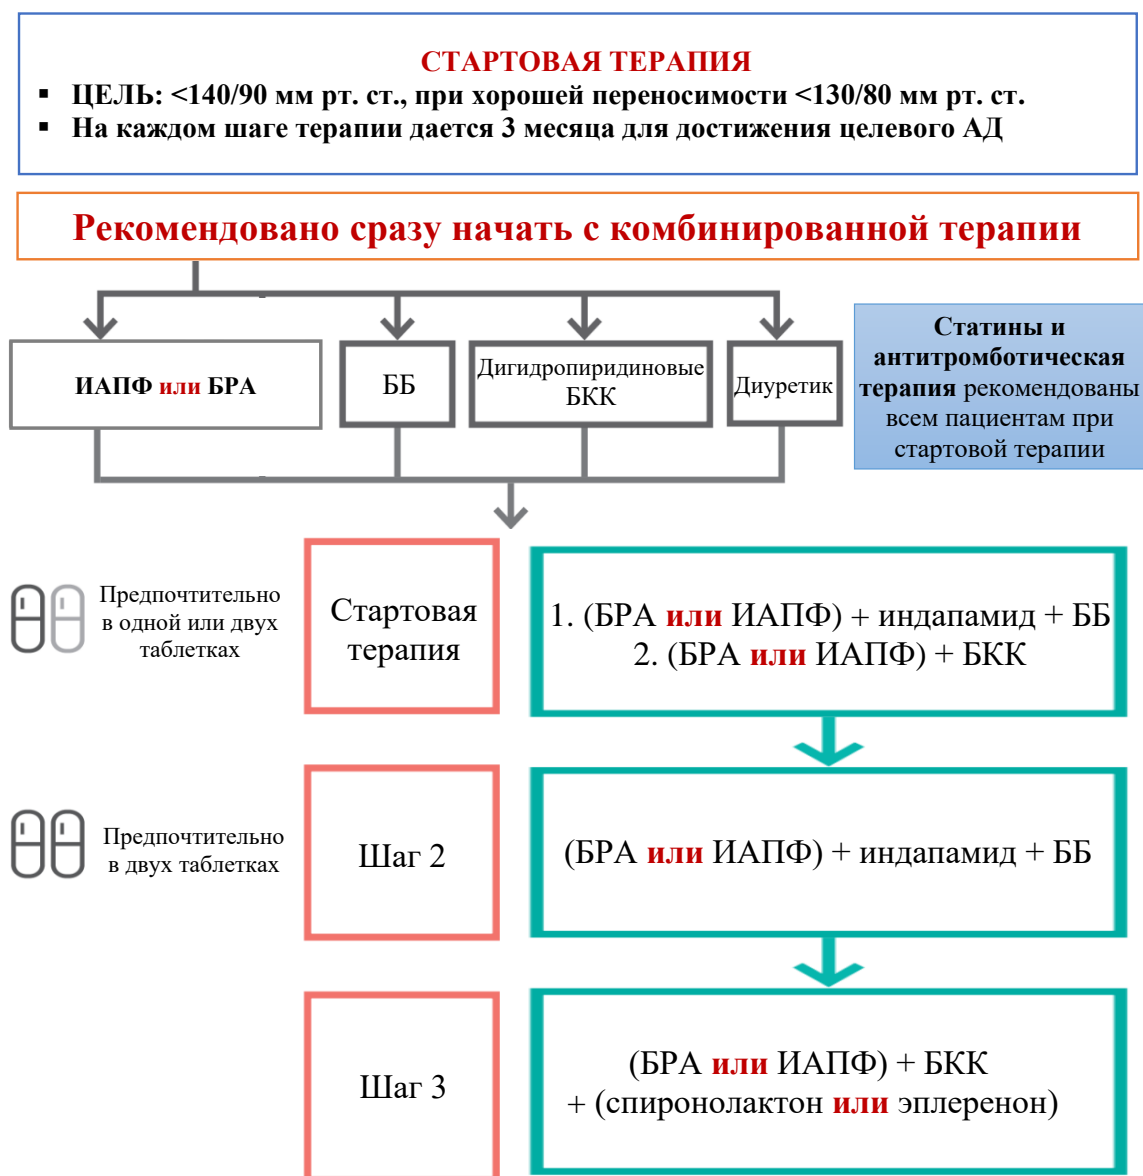 СТАРТОВАЯ ТЕРАПИЯ
▪ ЦЕЛЬ: <140/90 мм рт. ст., при хорошей переносимости <130/80 мм рт. ст.
▪ На каждом шаге терапии дается 3 месяца для достижения целевого АД
Рекомендовано сразу начать с комбинированной терапии
ИАПФ или БРА
ББ
Дигидропиридиновые
БКК
Диуретик
Статины и
антитромботическая
терапия рекомендованы
всем пациентам при
стартовой терапии
Предпочтительно
в одной или двух
таблетках
Стартовая
терапия
1. (БРА или ИАПФ) + индапамид + ББ
2. (БРА или ИАПФ) + БКК
Предпочтительно
в двух таблетках
Шаг 2
(БРА или ИАПФ) + индапамид + ББ
Шаг 3
(БРА или ИАПФ) + БКК
+ (спиронолактон или эплеренон)